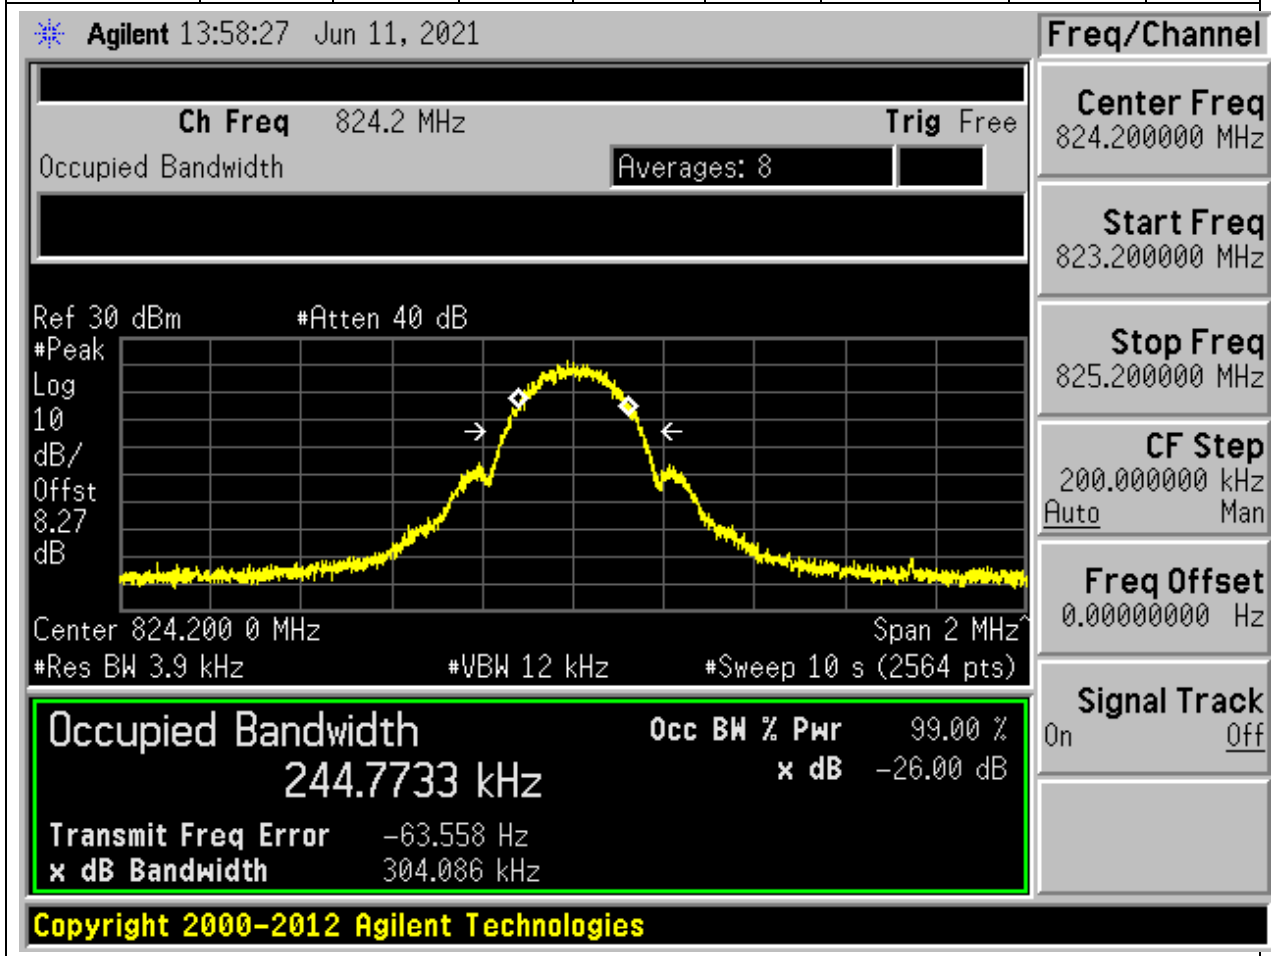 Agilent 13:58:27 Jun 11, 2021
Ch Freq 824.2 MHz Trig Free
Occupied Bandwidth Averages: 8
Ref 30 dBm #Atten 40 dB
#Peak
Log
10
dB/
Offst
8.27
dB
Center 824.200 0 MHz Span 2 MHz^
#Res BW 3.9 kHz #VBW 12 kHz #Sweep 10 s (2564 pts)
Occupied Bandwidth Occ BW % Pwr 99.00 %
244.7733 kHz x dB -26.00 dB
Transmit Freq Error -63.558 Hz
x dB Bandwidth 304.086 kHz
Copyright 2000-2012 Agilent Technologies
Freq/Channel
Center Freq
824.200000 MHz
Start Freq
823.200000 MHz
Stop Freq
825.200000 MHz
CF Step
200.000000 kHz
Auto Man
Freq Offset
0.00000000 Hz
Signal Track
On Off